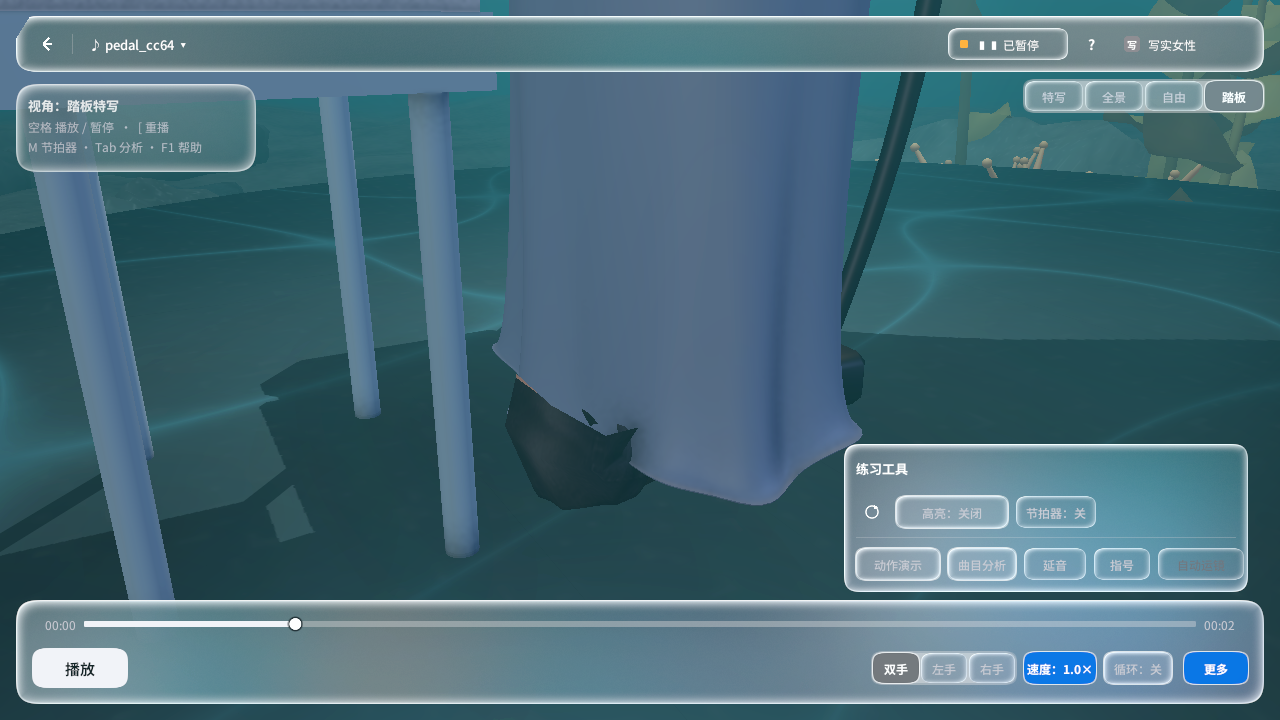 ♪ pedal_cc64 ▾
已暂停
?
写 写实女性
视角：踏板特写
空格 播放 / 暂停 · [ 重播
M 节拍器 · Tab 分析 · F1 帮助
特写 全景 自由 踏板
练习工具
高亮：关闭 节拍器：关
动作演示 曲目分析 延音 指号
00:00 00:02
播放 双手 左手 右手 速度：1.0× 循环：关 更多